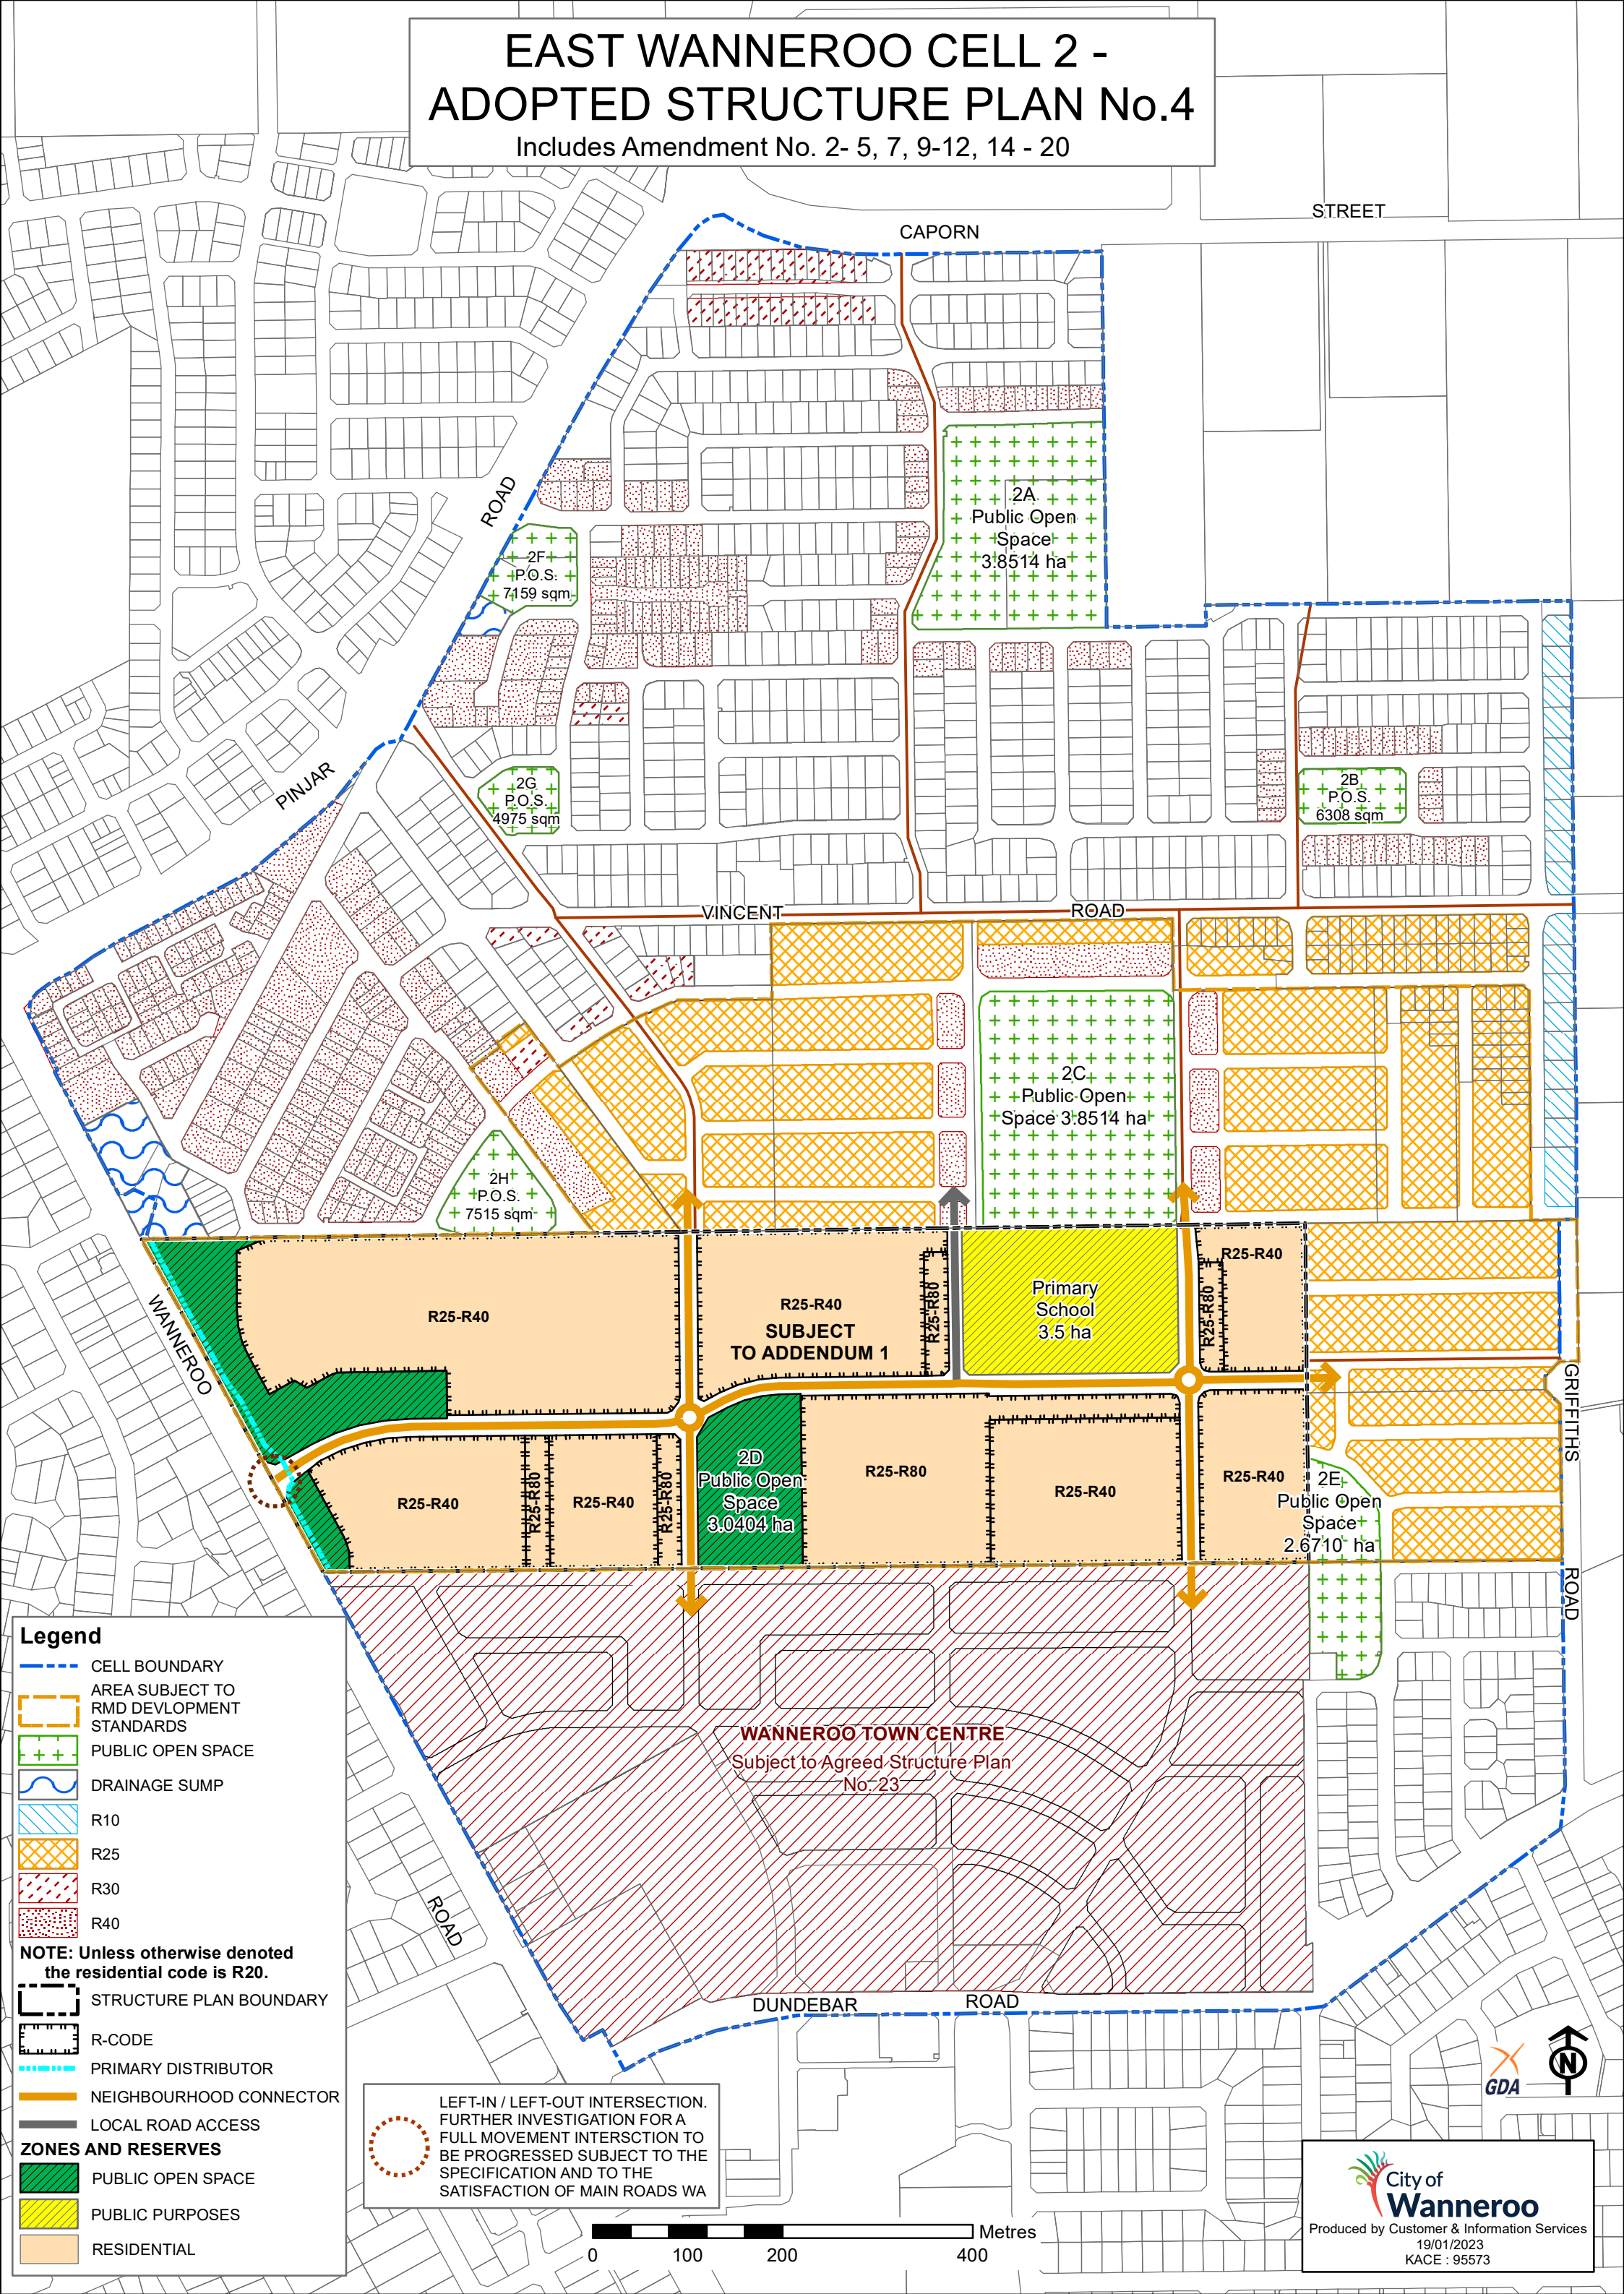 EAST WANNEROO CELL 2 -
ADOPTED STRUCTURE PLAN No.4
Includes Amendment No. 2- 5, 7, 9-12, 14 - 20
STREET
CAPORN
ROAD
2A
Public Open
Space
3.8514 ha
2F
P.O.S.
7159 sqm
PINJAR
2G
P.O.S.
4975 sqm
2B
P.O.S.
6308 sqm
VINCENT
ROAD
2C
Public Open
Space 3.8514 ha
2H
P.O.S.
7515 sqm
WANNEROO
R25-R40
R25-R40
SUBJECT
TO ADDENDUM 1
R25-R80
Primary
School
3.5 ha
R25-R40
R25-R80
GRIFFITHS
R25-R40
R25-R80
R25-R40
R25-R80
2D
Public Open
Space
3.0404 ha
R25-R80
R25-R40
R25-R40
2E
Public Open
Space
2.6710 ha
ROAD
WANNEROO TOWN CENTRE
Subject to Agreed Structure Plan
No. 23
ROAD
DUNDEBAR
ROAD
Legend
CELL BOUNDARY
AREA SUBJECT TO
RMD DEVLOPMENT
STANDARDS
PUBLIC OPEN SPACE
DRAINAGE SUMP
R10
R25
R30
R40
NOTE: Unless otherwise denoted
the residential code is R20.
STRUCTURE PLAN BOUNDARY
R-CODE
PRIMARY DISTRIBUTOR
NEIGHBOURHOOD CONNECTOR
LOCAL ROAD ACCESS
ZONES AND RESERVES
PUBLIC OPEN SPACE
PUBLIC PURPOSES
RESIDENTIAL
LEFT-IN / LEFT-OUT INTERSECTION.
FURTHER INVESTIGATION FOR A
FULL MOVEMENT INTERSCTION TO
BE PROGRESSED SUBJECT TO THE
SPECIFICATION AND TO THE
SATISFACTION OF MAIN ROADS WA
Metres
0 100 200 400
GDA
N
City of
Wanneroo
Produced by Customer & Information Services
19/01/2023
KACE : 95573